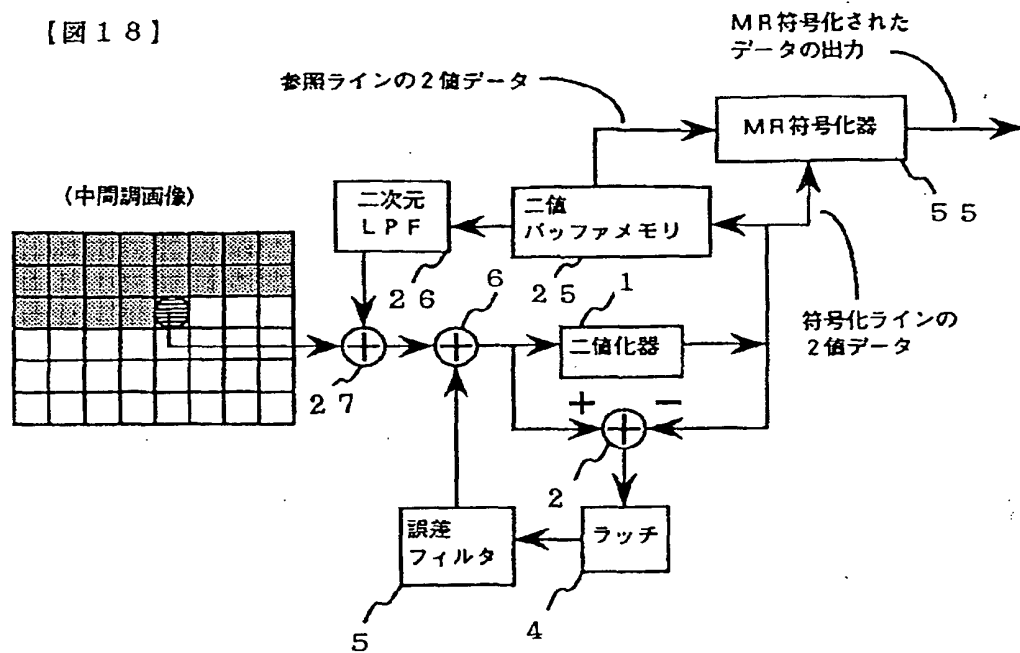 【図18】
MR符号化された
データの出力
参照ラインの2値データ
MR符号化器
55
(中間調画像)
二次元
LPF
26
二値
バッファメモリ
25
符号化ラインの
2値データ
6
1
二値化器
27
+
−
2
誤差
フィルタ
5
ラッチ
4